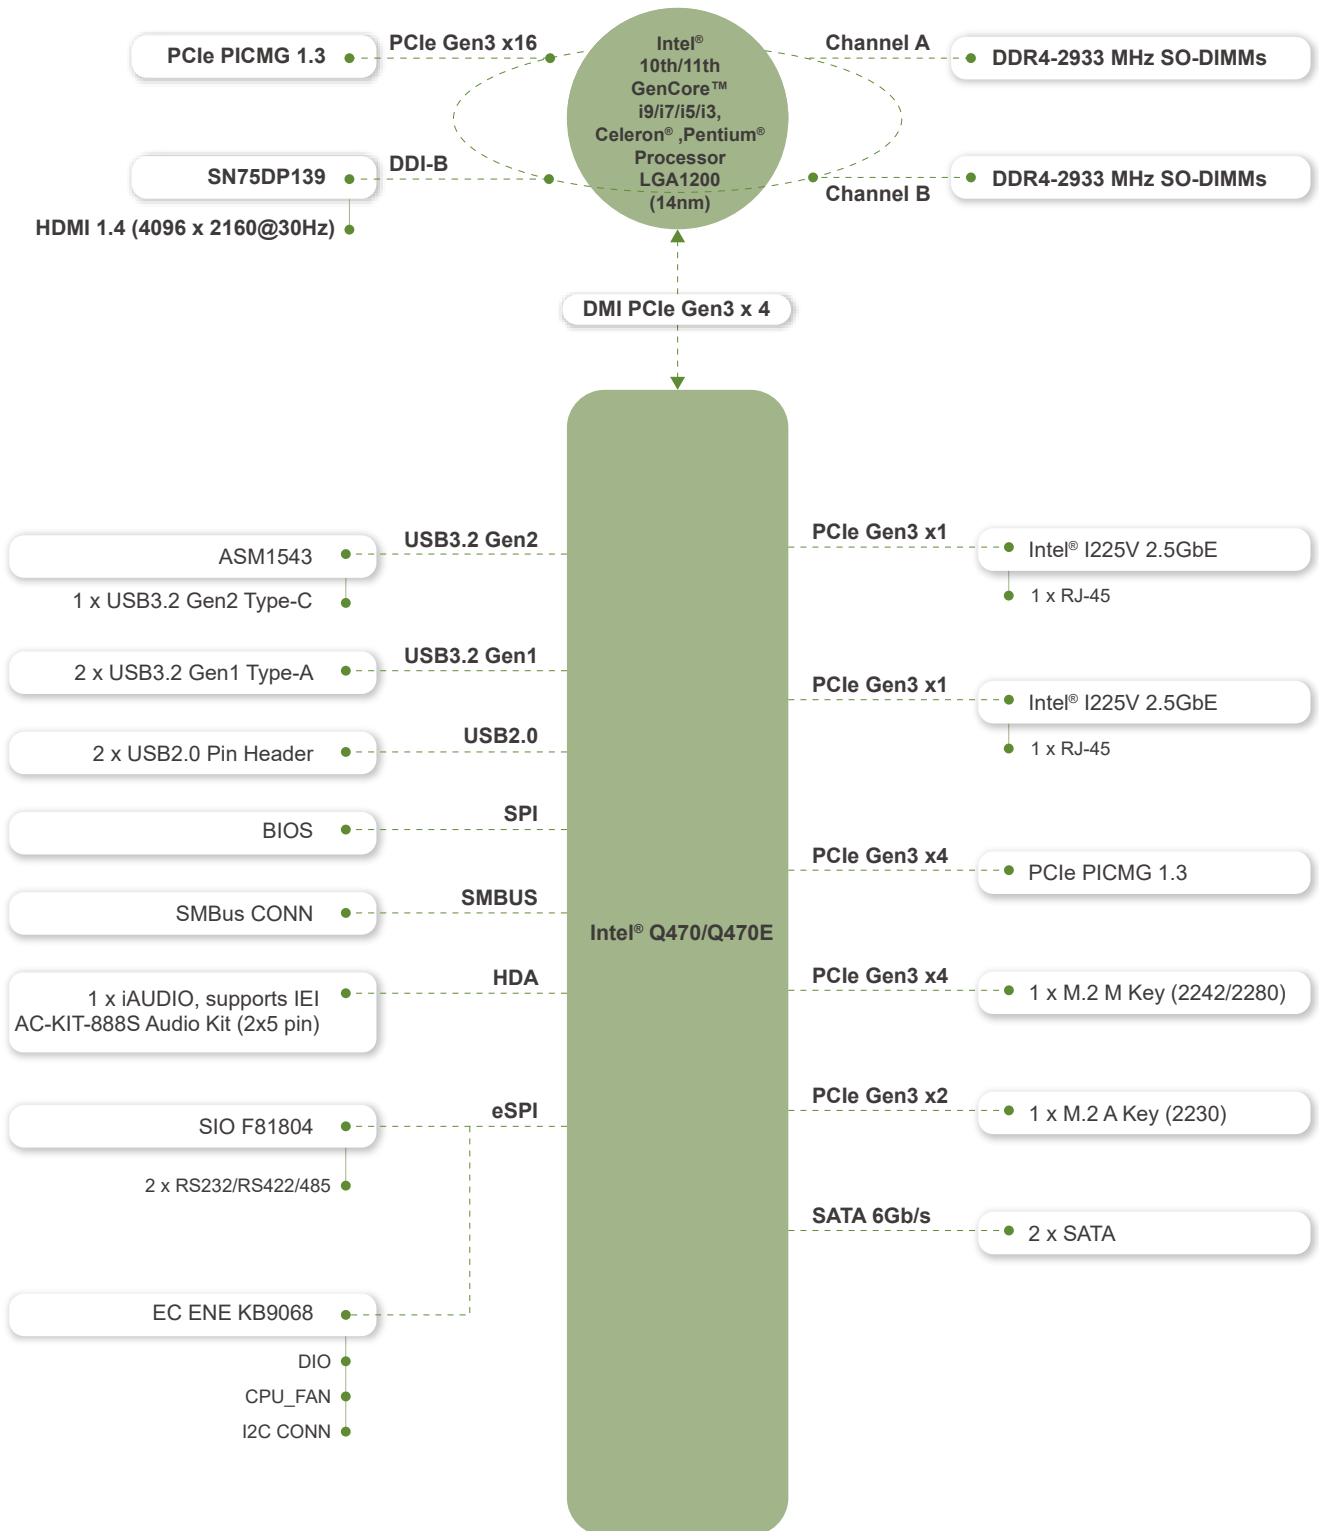 PCIe PICMG 1.3
PCIe Gen3 x16
Intel®
10th/11th
GenCore™
i9/i7/i5/i3,
Celeron® ,Pentium®
Processor
LGA1200
(14nm)
Channel A
DDR4-2933 MHz SO-DIMMs
SN75DP139
DDI-B
HDMI 1.4 (4096 x 2160@30Hz)
Channel B
DDR4-2933 MHz SO-DIMMs
DMI PCIe Gen3 x 4
Intel® Q470/Q470E
USB3.2 Gen2
ASM1543
1 x USB3.2 Gen2 Type-C
USB3.2 Gen1
2 x USB3.2 Gen1 Type-A
USB2.0
2 x USB2.0 Pin Header
SPI
BIOS
SMBUS
SMBus CONN
HDA
1 x iAUDIO, supports IEI
AC-KIT-888S Audio Kit (2x5 pin)
eSPI
SIO F81804
2 x RS232/RS422/485
EC ENE KB9068
DIO
CPU_FAN
I2C CONN
PCIe Gen3 x1
Intel® I225V 2.5GbE
1 x RJ-45
PCIe Gen3 x1
Intel® I225V 2.5GbE
1 x RJ-45
PCIe Gen3 x4
PCIe PICMG 1.3
PCIe Gen3 x4
1 x M.2 M Key (2242/2280)
PCIe Gen3 x2
1 x M.2 A Key (2230)
SATA 6Gb/s
2 x SATA